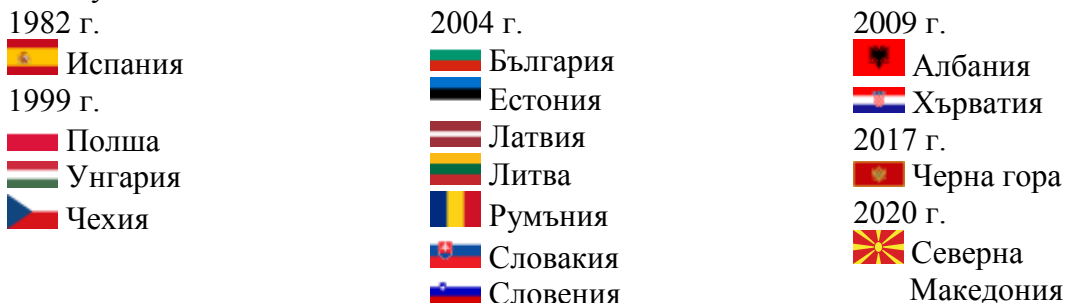 1982 г.
Испания
1999 г.
Полша
Унгария
Чехия
2004 г.
България
Естония
Латвия
Литва
Румъния
Словакия
Словения
2009 г.
Албания
Хърватия
2017 г.
Черна гора
2020 г.
Северна
Македония